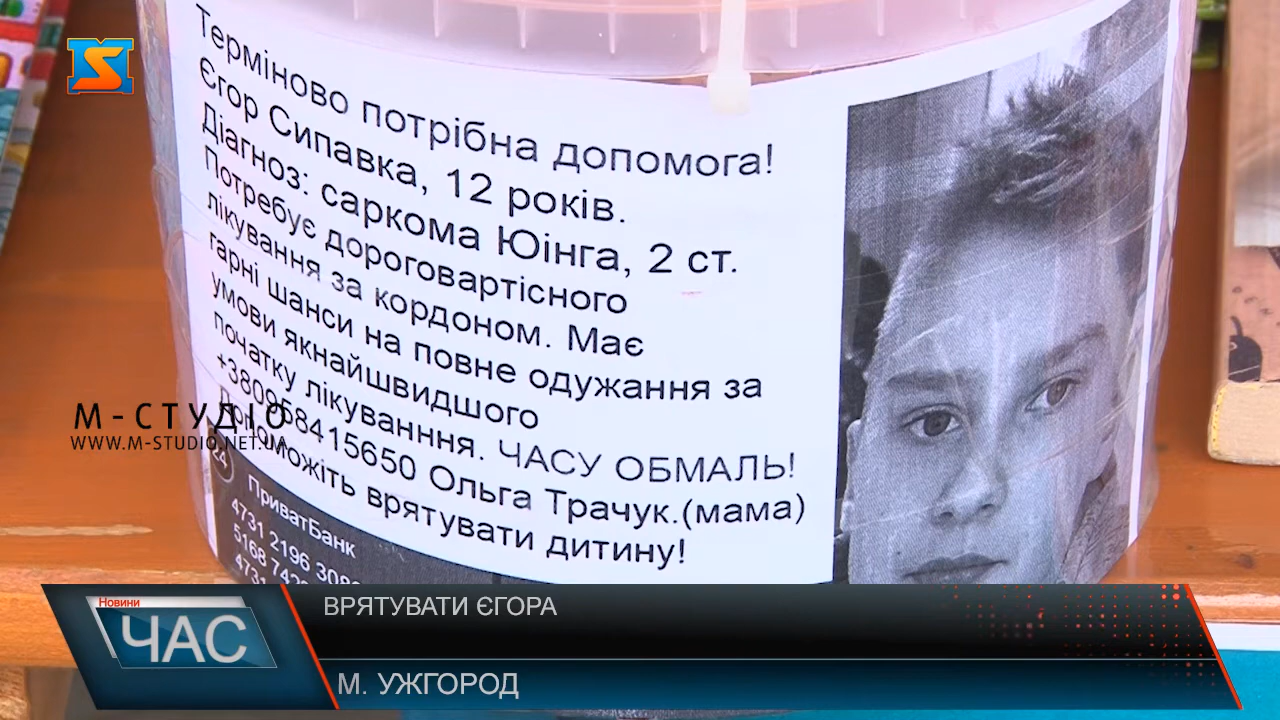 Терміново потрібна допомога!
Єгор Сипавка, 12 років.
Діагноз: саркома Юінга, 2 ст.
Потребує дороговартісного
лікування за кордоном. Має
гарні шанси на повне одужання за
умови якнайшвидшого
початку лікуванння. ЧАСУ ОБМАЛЬ!
+380958415650 Ольга Трачук.(мама)
Допоможіть врятувати дитину!
24
ПриватБанк
4731 2196
5168
М-СТУДІО
WWW.M-STUDIO.NET.UA
Новини
ЧАС
ВРЯТУВАТИ ЄГОРА
М. УЖГОРОД